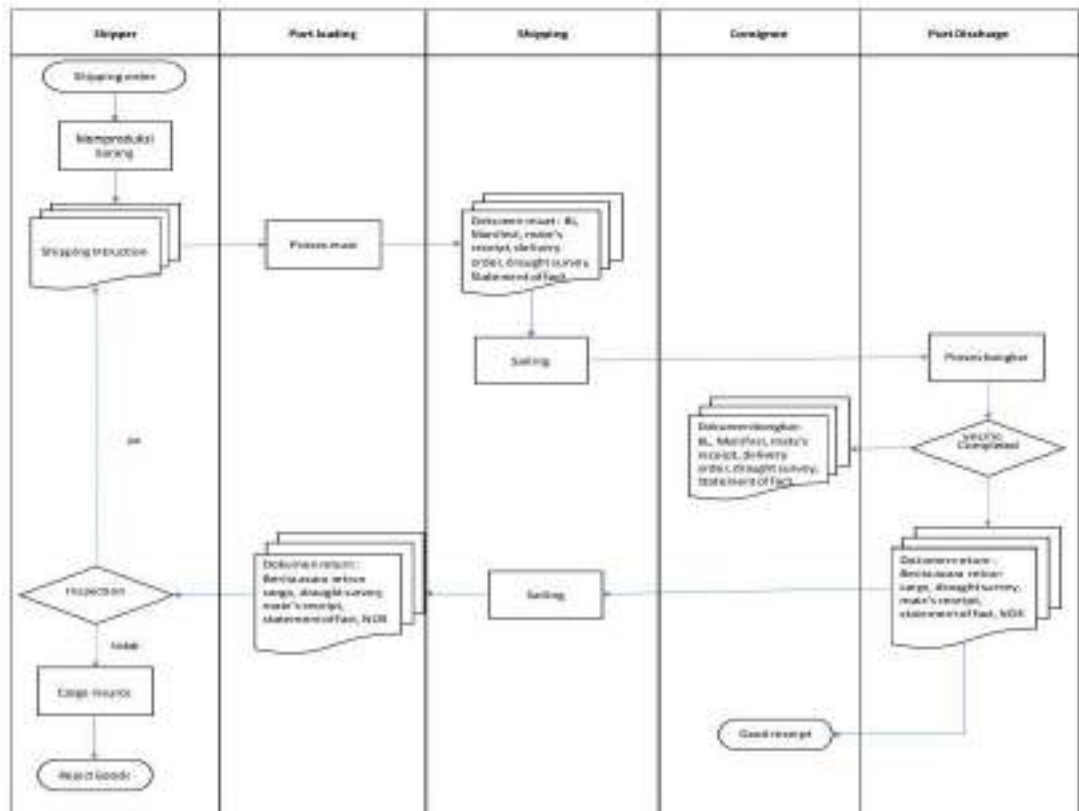 Shipper
Port loading
Shipping
Consignee
Port Discharge
Shipping order
Memproduksi
barang
Shipping Intruction
Proses muat
Dokumen muat : BL,
Manifest, mate's
receipt, delivery
order, drought survey,
Statement of fact
Sailing
Proses bongkar
Completed
Dokumen bongkar:
BL, Manifest, mate's
receipt, delivery
order, drought survey,
Statement of fact
ya
Inspection
Dokumen return :
Berita acara retrun
cargo, drought survey,
mate's receipt,
statement of fact, NOR
Sailing
Dokumen return :
Berita acara retrun
cargo, drought survey,
mate's receipt,
statement of fact, NOR
tidak
Cargo insures
Good receipt
Reject Goods